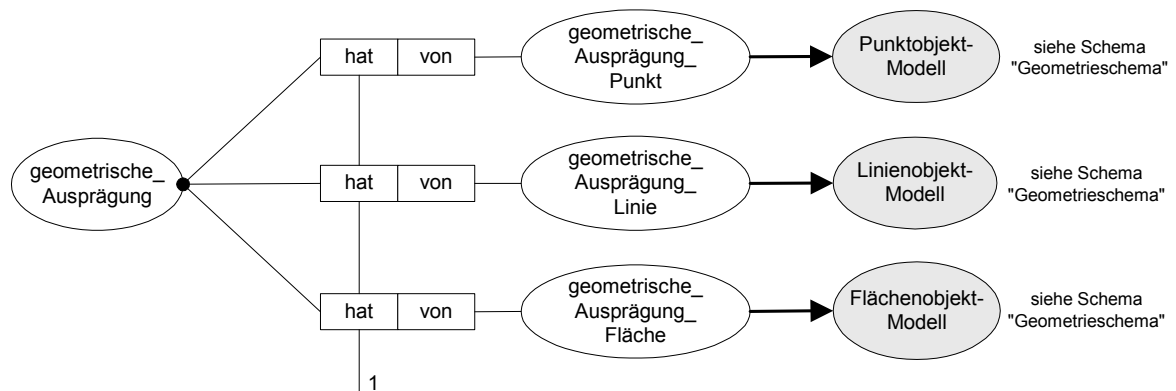 hat von
geometrische_
Ausprägung_
Punkt
Punktobjekt-
Modell
siehe Schema
"Geometrieschema"
geometrische_
Ausprägung
hat von
geometrische_
Ausprägung_
Linie
Linienobjekt-
Modell
siehe Schema
"Geometrieschema"
hat von
geometrische_
Ausprägung_
Fläche
Flächenobjekt-
Modell
siehe Schema
"Geometrieschema"
1